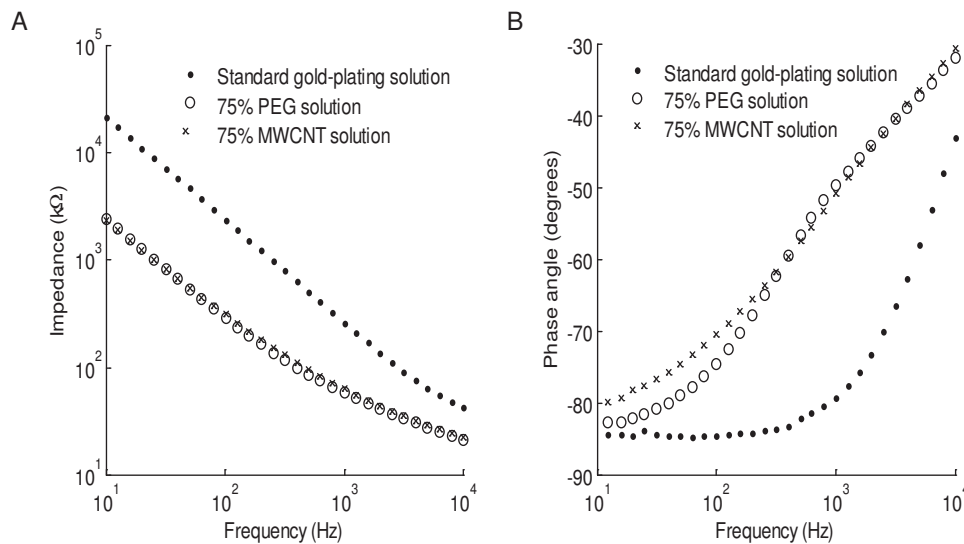 A
10^5
10^4
10^3
10^2
10^1
Impedance (kΩ)
Standard gold-plating solution
75% PEG solution
75% MWCNT solution
10^1
10^2
10^3
10^4
Frequency (Hz)
B
-30
-40
-50
-60
-70
-80
-90
Phase angle (degrees)
Standard gold-plating solution
75% PEG solution
75% MWCNT solution
10^1
10^2
10^3
10^4
Frequency (Hz)